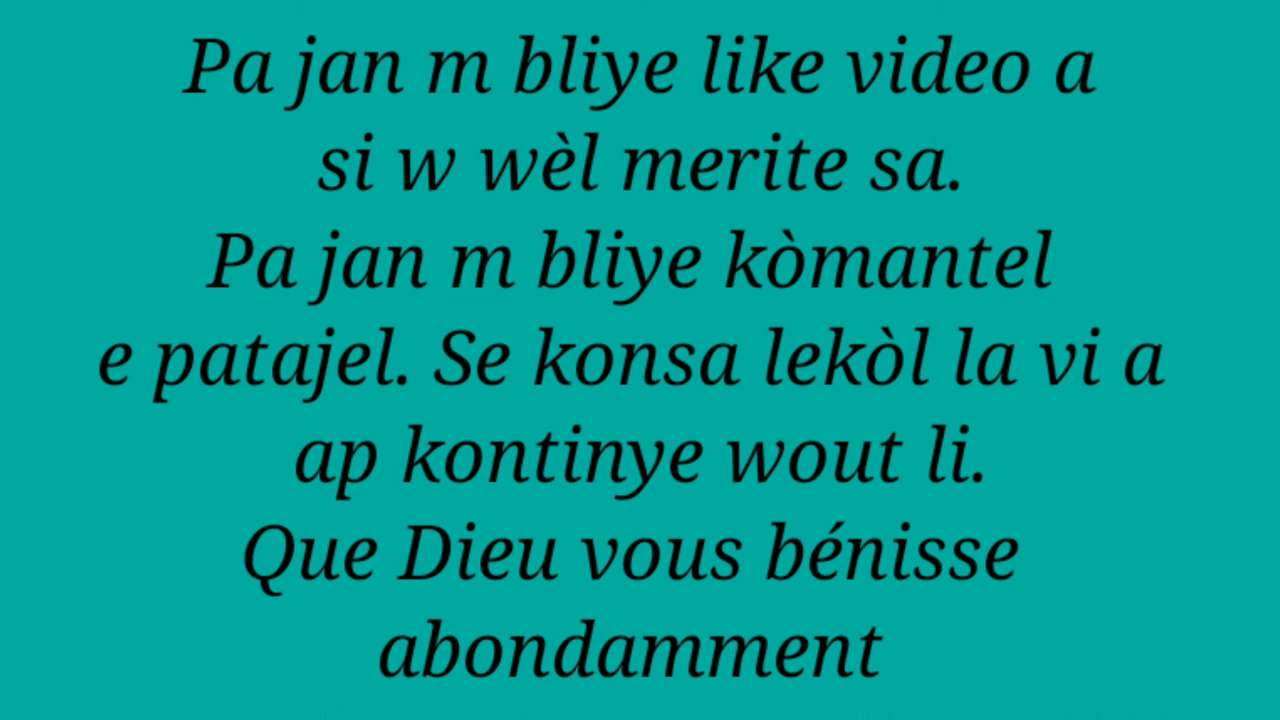 Pa jan m bliye like video a
si w wèl merite sa.
Pa jan m bliye kòmantel
e patajel. Se konsa lekòl la vi a
ap kontinye wout li.
Que Dieu vous bénisse
abondamment